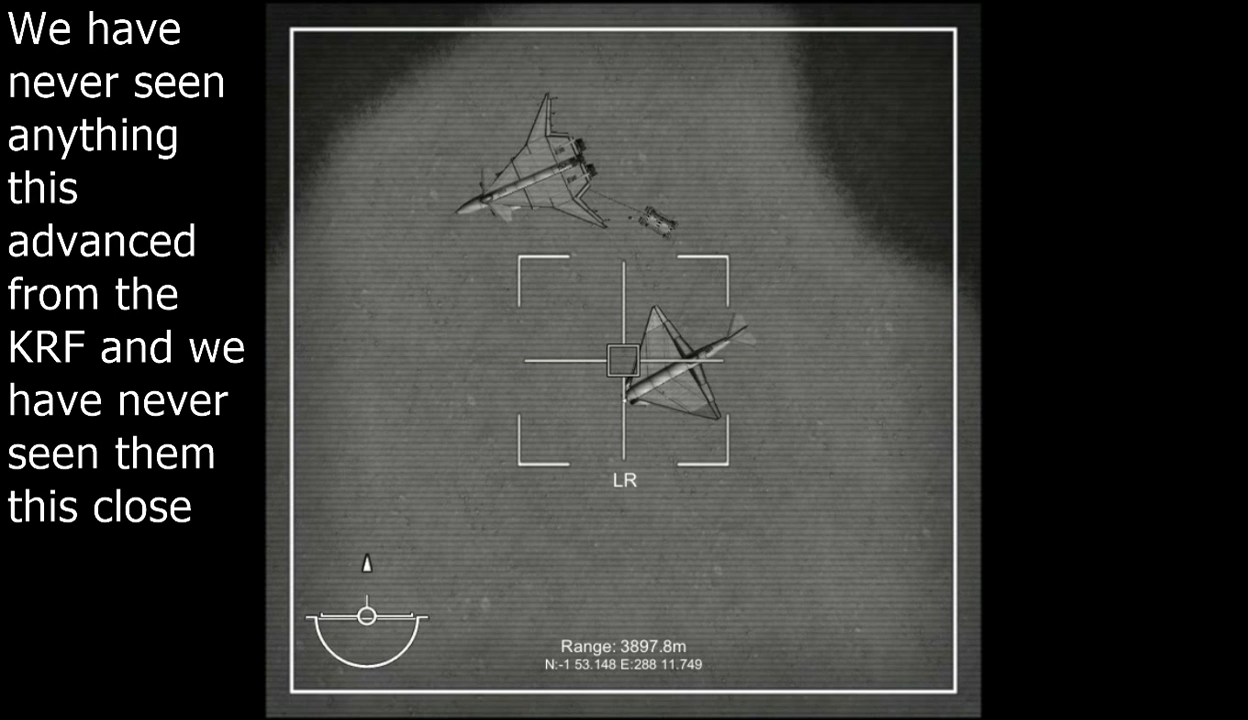 We have
never seen
anything
this
advanced
from the
KRF and we
have never
seen them
this close
LR
Range: 3897.8m
N:-1 53.148 E:288 11.749